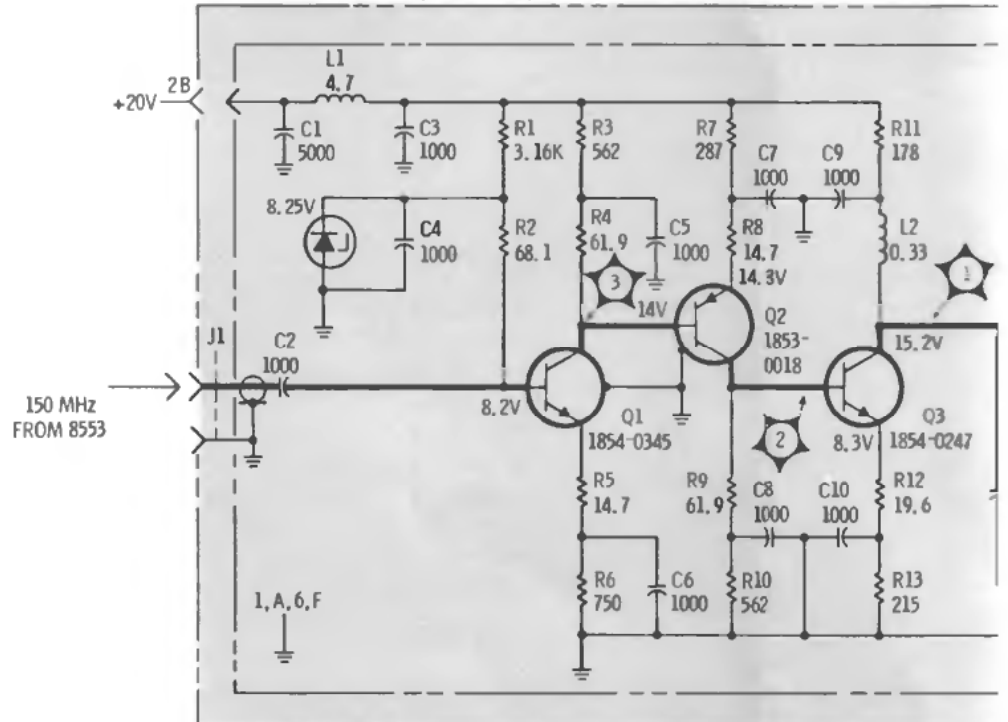 L1
4.7
2B
+20V
C1
5000
C3
1000
R1
3.16K
R3
562
R7
287
C7
1000
C9
1000
R11
178
8.25V
C4
1000
R2
68.1
R4
61.9
C5
1000
R8
14.7
14.3V
L2
0.33
3
1
14V
Q2
1853-
0018
15.2V
J1
C2
1000
150 MHz
FROM 8553
8.2V
Q1
1854-0345
2
8.3V
Q3
1854-0247
R5
14.7
R9
61.9
C8
1000
C10
1000
R12
19.6
1,A,6,F
R6
750
C6
1000
R10
562
R13
215